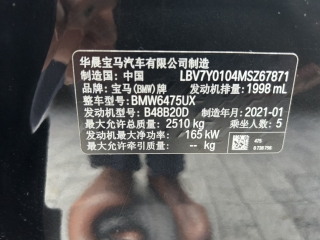 华晨宝马汽车有限公司制造
制造国：中国 LBV7Y0104MSZ67871
品牌：宝马(BMW)牌 发动机排量：1998 mL
整车型号：BMW6475UX
发动机型号：B48B20D 制造年月：2021-01
最大允许总质量：2510 kg 乘坐人数：5
发动机最大净功率：165 kW
最大允许牵引质量：-- kg